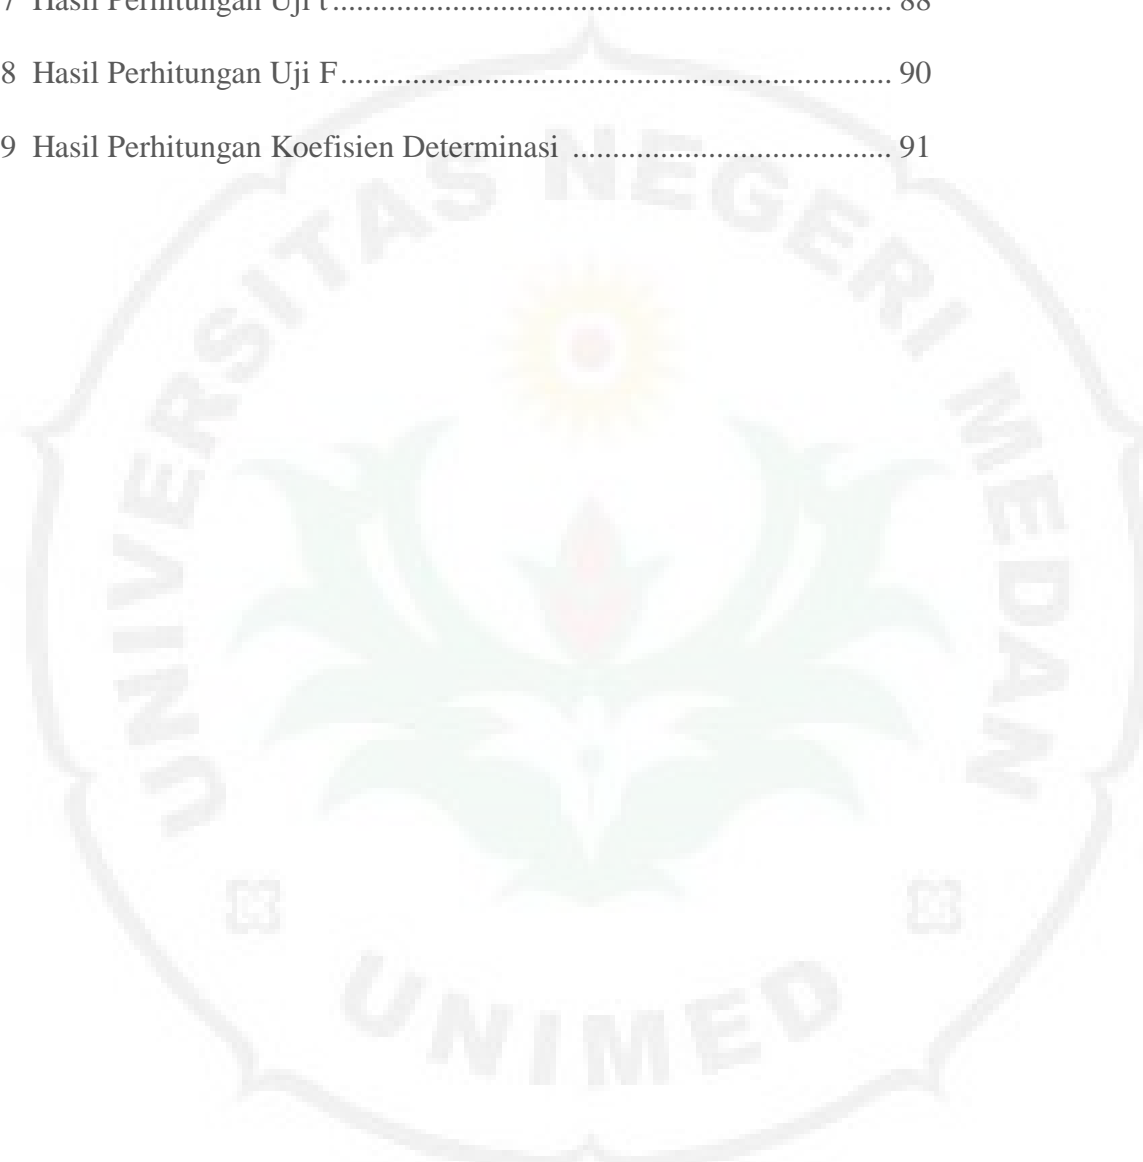 7 Hasil Perhitungan Uji t...................................................................... 88
8 Hasil Perhitungan Uji F..................................................................... 90
9 Hasil Perhitungan Koefisien Determinasi ........................................ 91
UNIVERSITAS NEGERI MEDAN
UNIMED